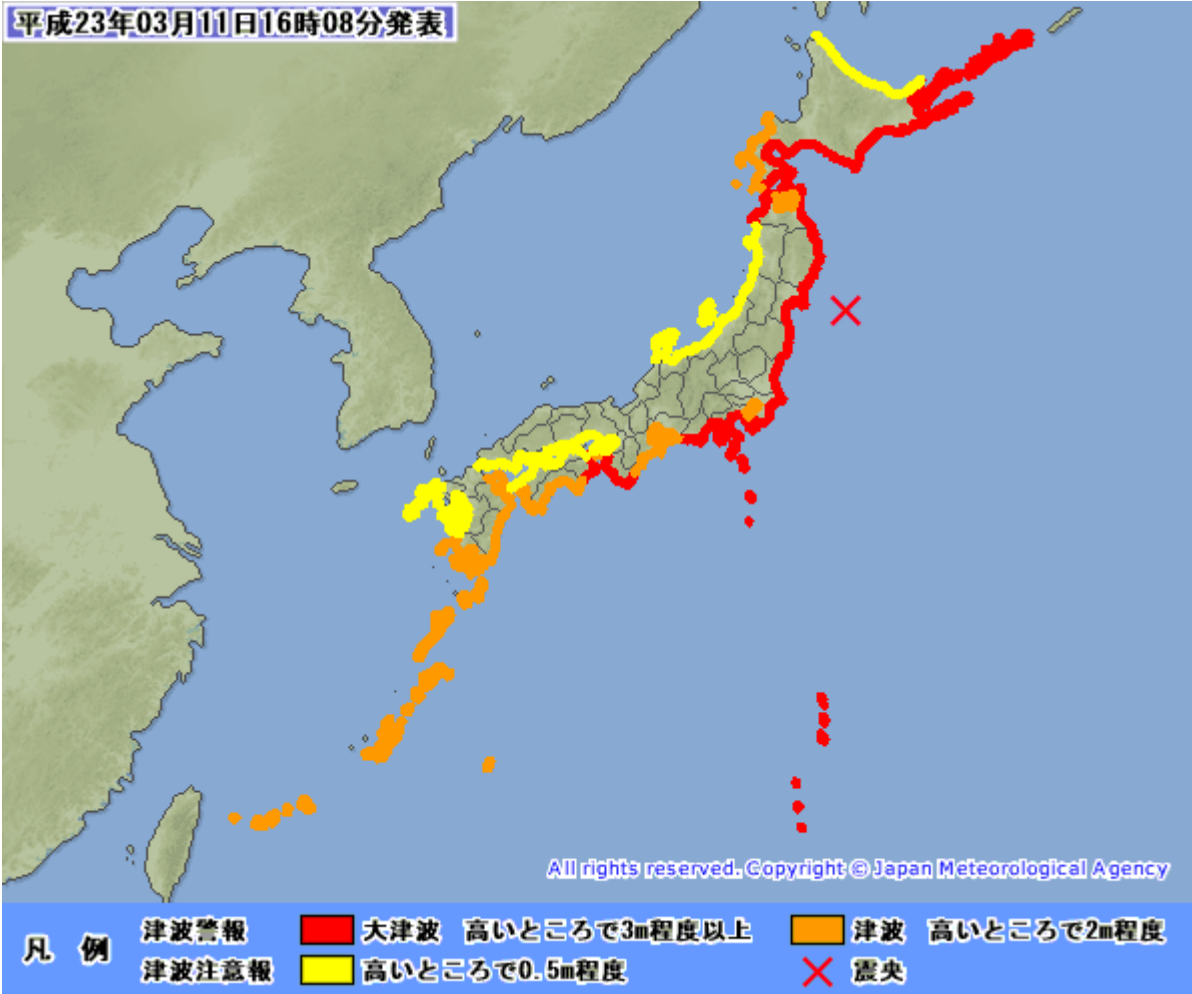 平成23年03月11日16時08分発表
All rights reserved. Copyright © Japan Meteorological Agency
凡 例
津波警報 大津波 高いところで3m程度以上 津波 高いところで2m程度
津波注意報 高いところで0.5m程度 震央